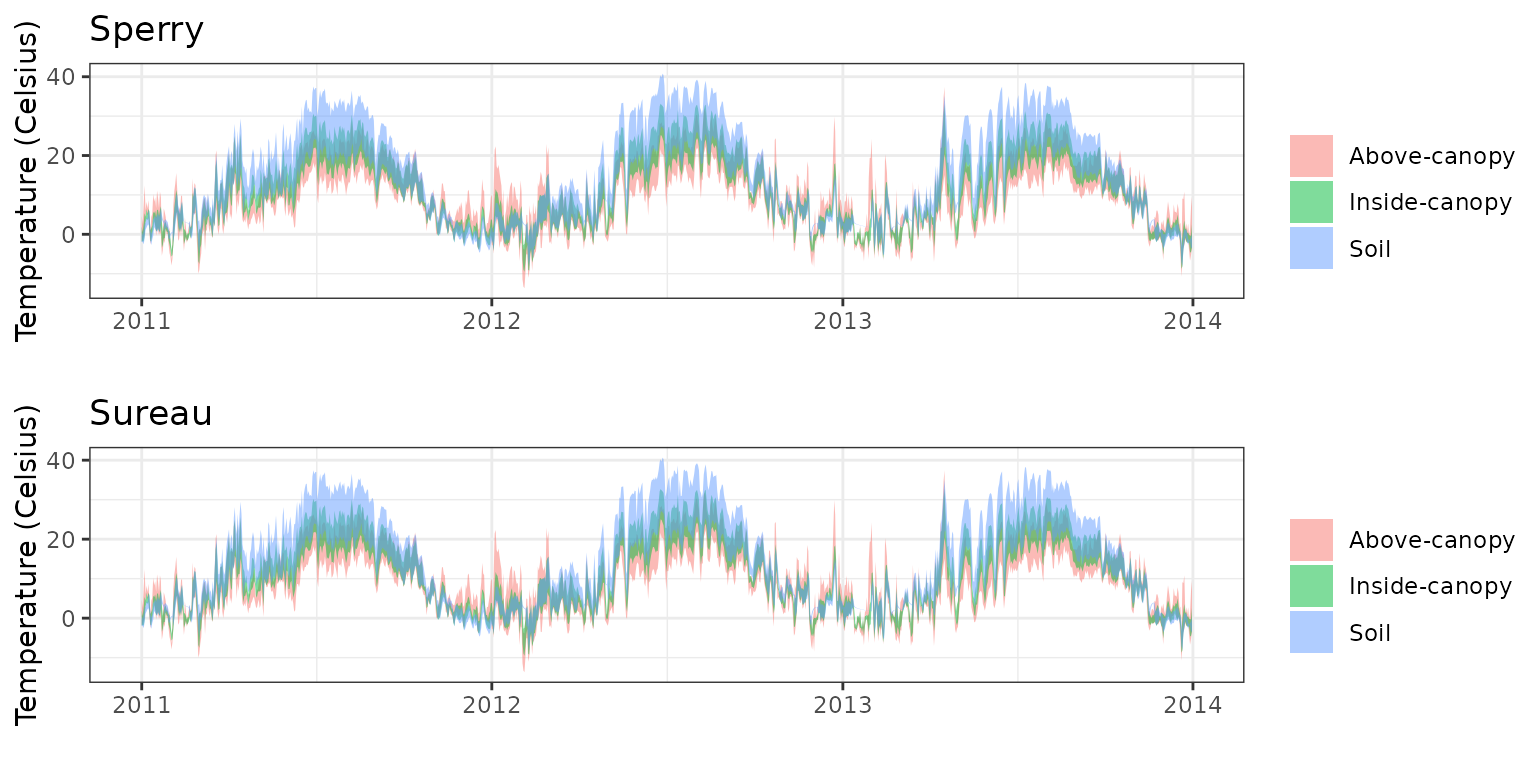 Sperry
Temperature (Celsius)
40
20
0
2011 2012 2013 2014
Above-canopy
Inside-canopy
Soil
Sureau
Temperature (Celsius)
40
20
0
2011 2012 2013 2014
Above-canopy
Inside-canopy
Soil